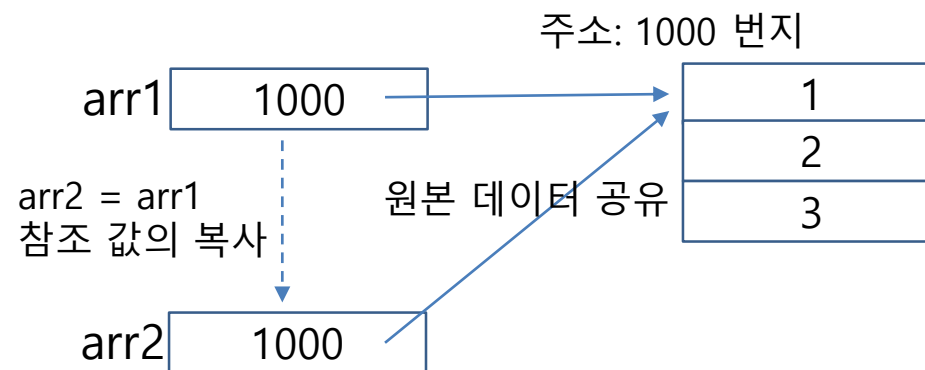 주소: 1000 번지
arr1
1000
1
2
3
arr2 = arr1
참조 값의 복사
원본 데이터 공유
arr2
1000